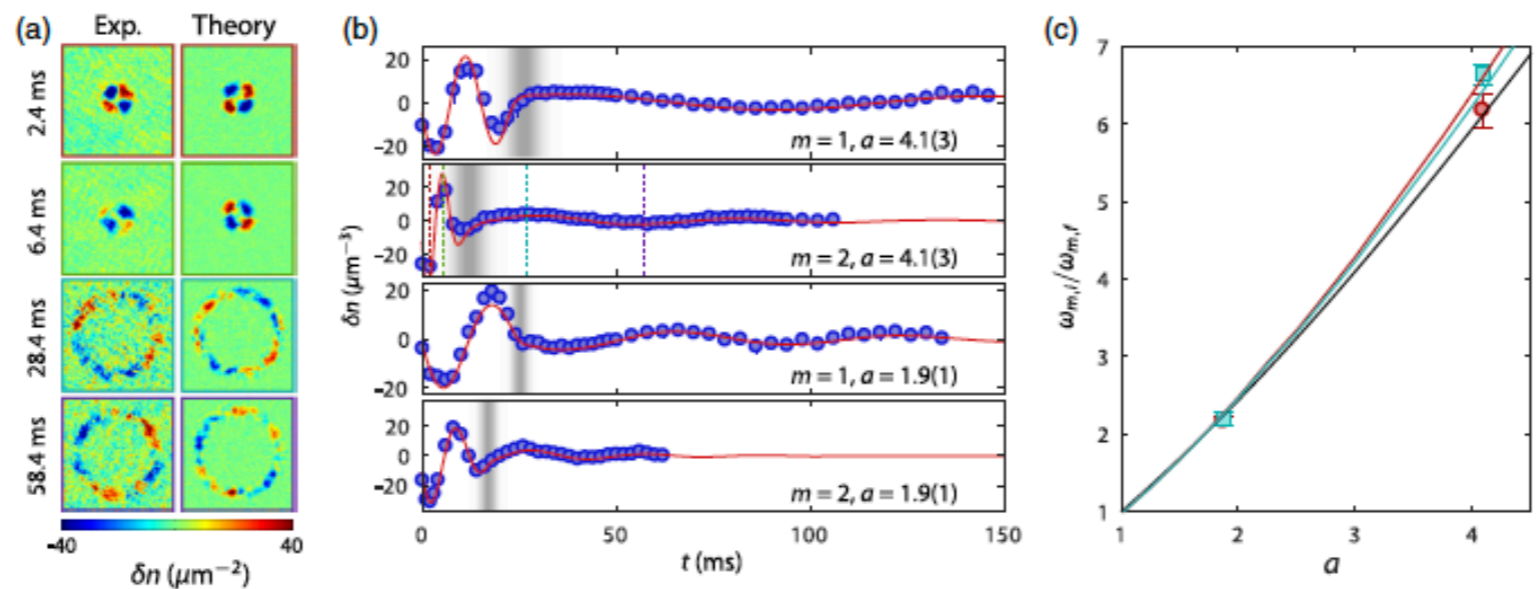 (a) Exp. Theory
2.4 ms
6.4 ms
28.4 ms
58.4 ms
-40 40
δn (μm⁻²)
(b)
20
0
−20
m = 1, a = 4.1(3)
20
0
−20
m = 2, a = 4.1(3)
20
0
−20
m = 1, a = 1.9(1)
20
0
−20
m = 2, a = 1.9(1)
δn (μm⁻³)
0 50 100 150
t (ms)
(c)
7
6
5
4
3
2
1
ωm,i/ωm,f
1 2 3 4
a